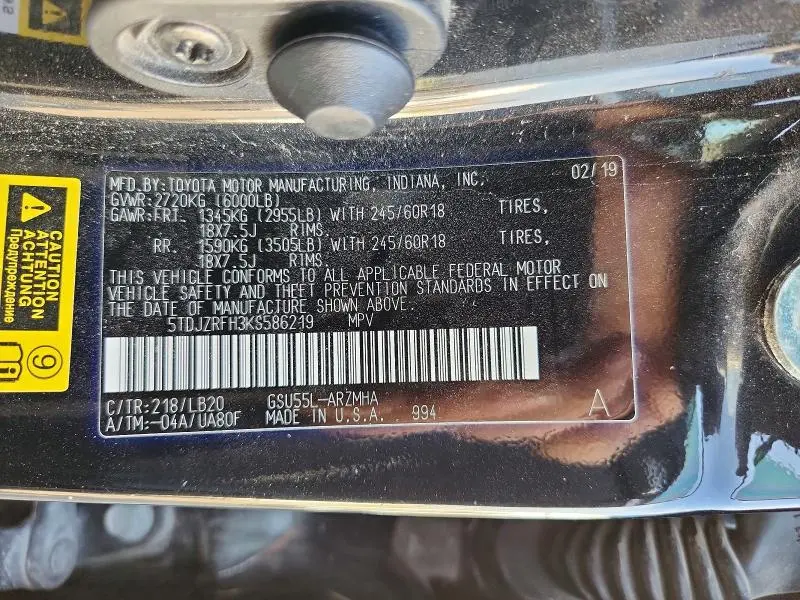 MFD.BY:TOYOTA MOTOR MANUFACTURING, INDIANA, INC. 02/19
GVWR:2720KG (6000LB)
GAWR:FRT. 1345KG (2955LB) WITH 245/60R18 TIRES,
18X7.5J RIMS.
RR. 1590KG (3505LB) WITH 245/60R18 TIRES,
18X7.5J RIMS.
THIS VEHICLE CONFORMS TO ALL APPLICABLE FEDERAL MOTOR
VEHICLE SAFETY AND THEFT PREVENTION STANDARDS IN EFFECT ON
THE DATE OF MANUFACTURE SHOWN ABOVE.
5TDJZRFH3KS586219 MPV
C/TR:218/LB20 GSU55L-ARZMHA
A/TM:-04A/UA80F MADE IN U.S.A. 994 A
CAUTION
ATTENTION
ACHTUNG
Предупреждение
9